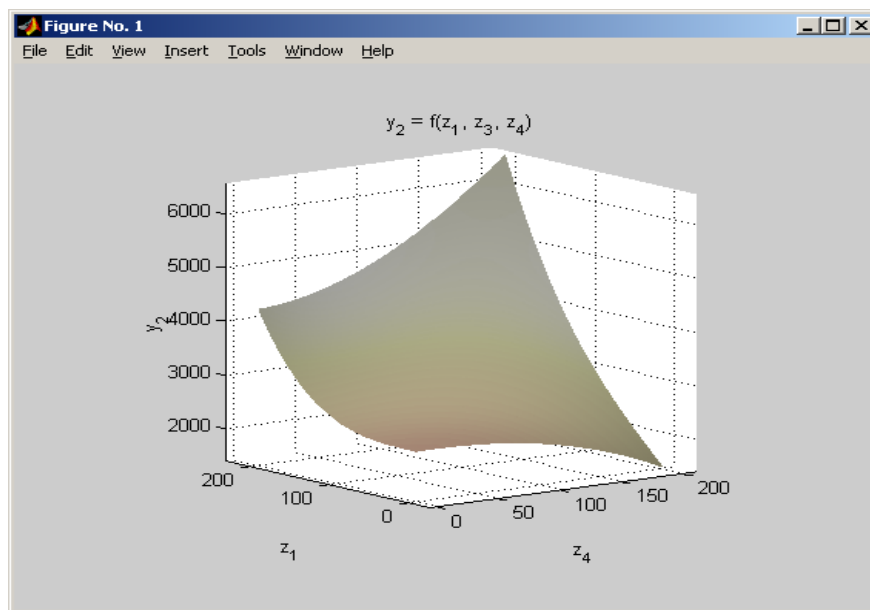 Figure No. 1
File Edit View Insert Tools Window Help
y₂ = f(z₁, z₃, z₄)
6000
5000
4000
3000
2000
y₂
200
100
0
z₁
0
50
100
150
200
z₄